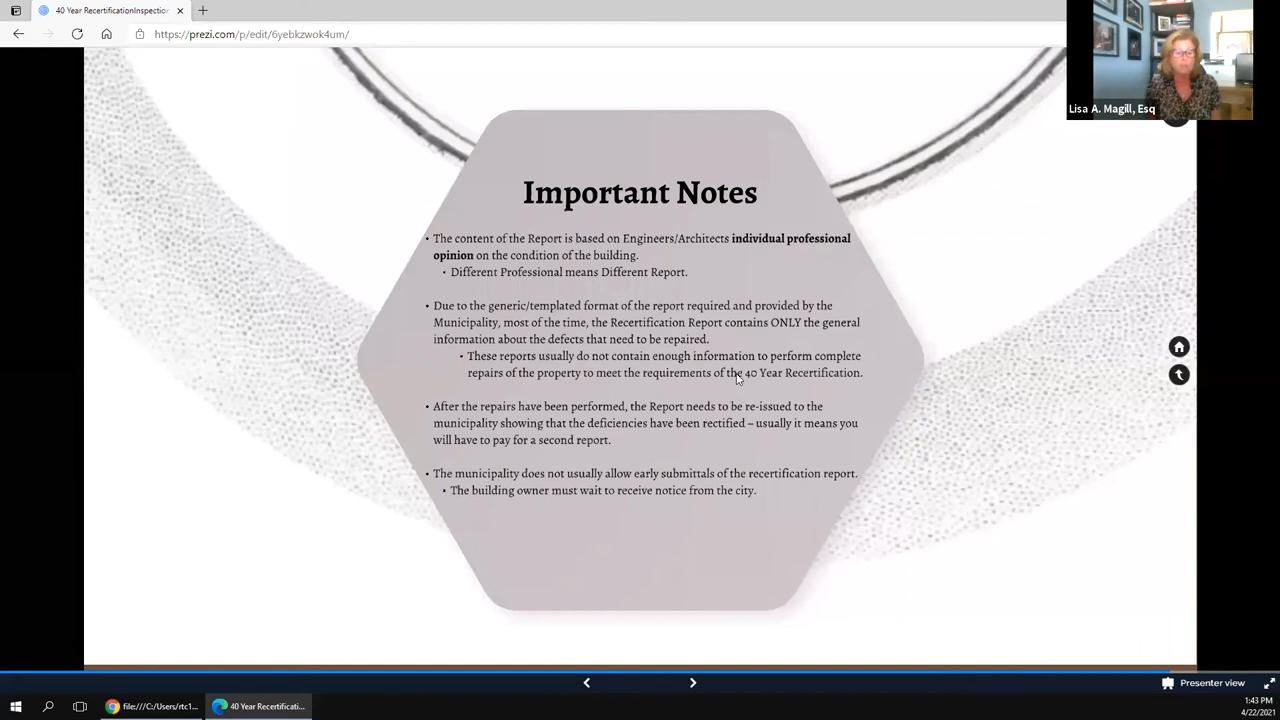 40 Year RecertificationInspectio
https://prezi.com/p/edit/6yebkzwok4um/
Lisa A. Magill, Esq
Important Notes
• The content of the Report is based on Engineers/Architects individual professional
opinion on the condition of the building.
• Different Professional means Different Report.
• Due to the generic/templated format of the report required and provided by the
Municipality, most of the time, the Recertification Report contains ONLY the general
information about the defects that need to be repaired.
• These reports usually do not contain enough information to perform complete
repairs of the property to meet the requirements of the 40 Year Recertification.
• After the repairs have been performed, the Report needs to be re-issued to the
municipality showing that the deficiencies have been rectified – usually it means you
will have to pay for a second report.
• The municipality does not usually allow early submittals of the recertification report.
• The building owner must wait to receive notice from the city.
Presenter view
file:///C:/Users/rtc1...
40 Year Recertificati...
1:43 PM
4/22/2021